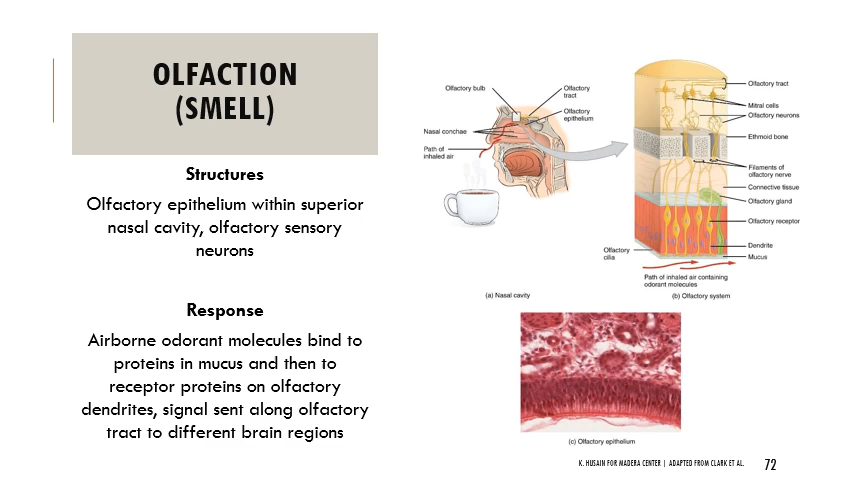 OLFACTION
(SMELL)
Structures
Olfactory epithelium within superior
nasal cavity, olfactory sensory
neurons
Response
Airborne odorant molecules bind to
proteins in mucus and then to
receptor proteins on olfactory
dendrites, signal sent along olfactory
tract to different brain regions
Olfactory bulb
Olfactory
tract
Olfactory
epithelium
Nasal conchae
Path of
inhaled air
(a) Nasal cavity
Olfactory tract
Mitral cells
Olfactory neurons
Ethmoid bone
Filaments of
olfactory nerve
Connective tissue
Olfactory gland
Olfactory receptor
Dendrite
Mucus
Olfactory
cilia
Path of inhaled air containing
odorant molecules
(b) Olfactory system
(c) Olfactory epithelium
K. HUSAIN FOR MADERA CENTER | ADAPTED FROM CLARK ET AL.
72